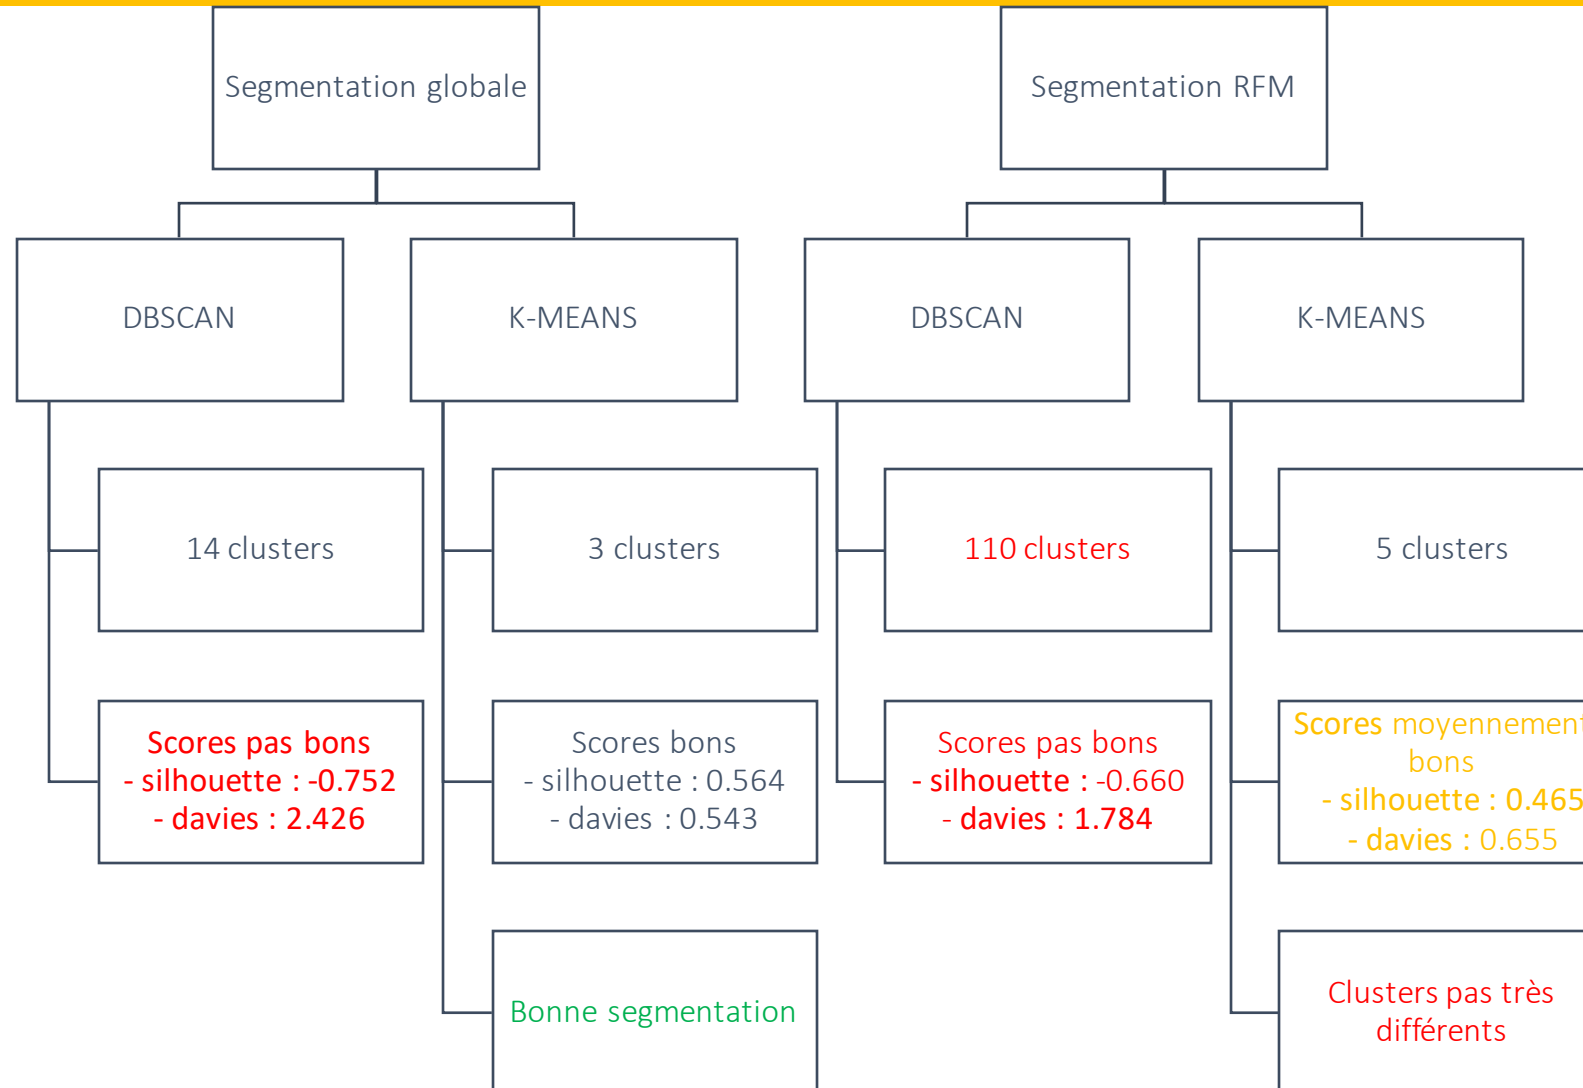 Segmentation globale
Segmentation RFM
DBSCAN
K-MEANS
DBSCAN
K-MEANS
14 clusters
3 clusters
110 clusters
5 clusters
Scores pas bons
- silhouette : -0.752
- davies : 2.426
Scores bons
- silhouette : 0.564
- davies : 0.543
Scores pas bons
- silhouette : -0.660
- davies : 1.784
Scores moyennement
bons
- silhouette : 0.465
- davies : 0.655
Bonne segmentation
Clusters pas très
différents